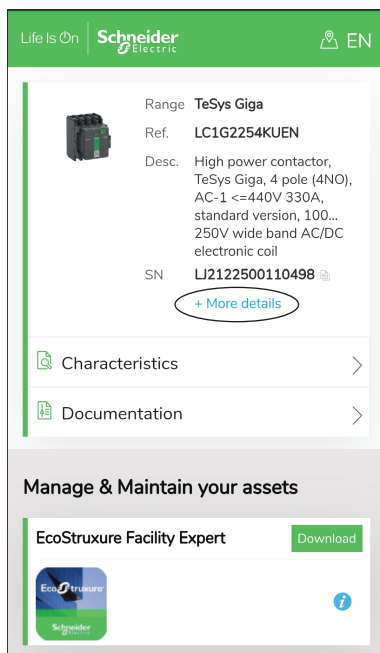 Life Is On | Schneider Electric EN
Range TeSys Giga
Ref. LC1G2254KUEN
Desc. High power contactor,
TeSys Giga, 4 pole (4NO),
AC-1 <=440V 330A,
standard version, 100...
250V wide band AC/DC
electronic coil
SN LJ2122500110498
+ More details
Characteristics
Documentation
Manage & Maintain your assets
EcoStruxure Facility Expert Download
EcoStruxure
Schneider
Electric